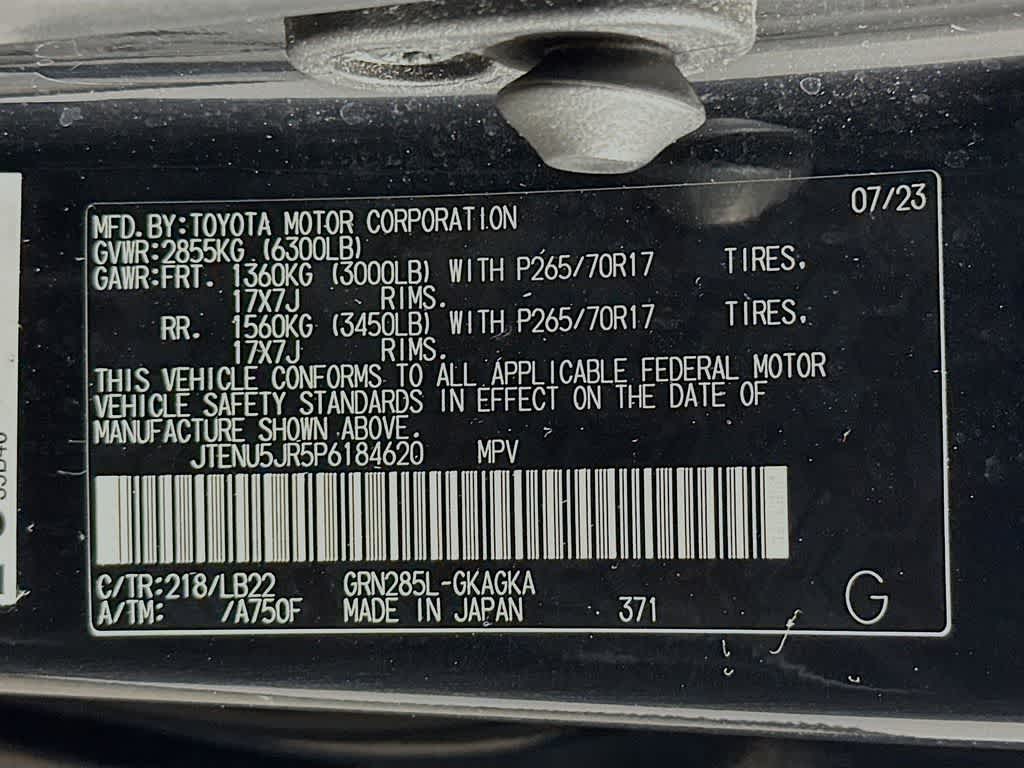 07/23
MFD.BY:TOYOTA MOTOR CORPORATION
GVWR:2855KG (6300LB)
GAWR:FRT. 1360KG (3000LB) WITH P265/70R17 TIRES.
17X7J RIMS.
RR. 1560KG (3450LB) WITH P265/70R17 TIRES.
17X7J RIMS.
THIS VEHICLE CONFORMS TO ALL APPLICABLE FEDERAL MOTOR
VEHICLE SAFETY STANDARDS IN EFFECT ON THE DATE OF
MANUFACTURE SHOWN ABOVE.
JTENU5JR5P6184620 MPV
C/TR:218/LB22 GRN285L-GKAGKA
A/TM: /A750F MADE IN JAPAN 371
G